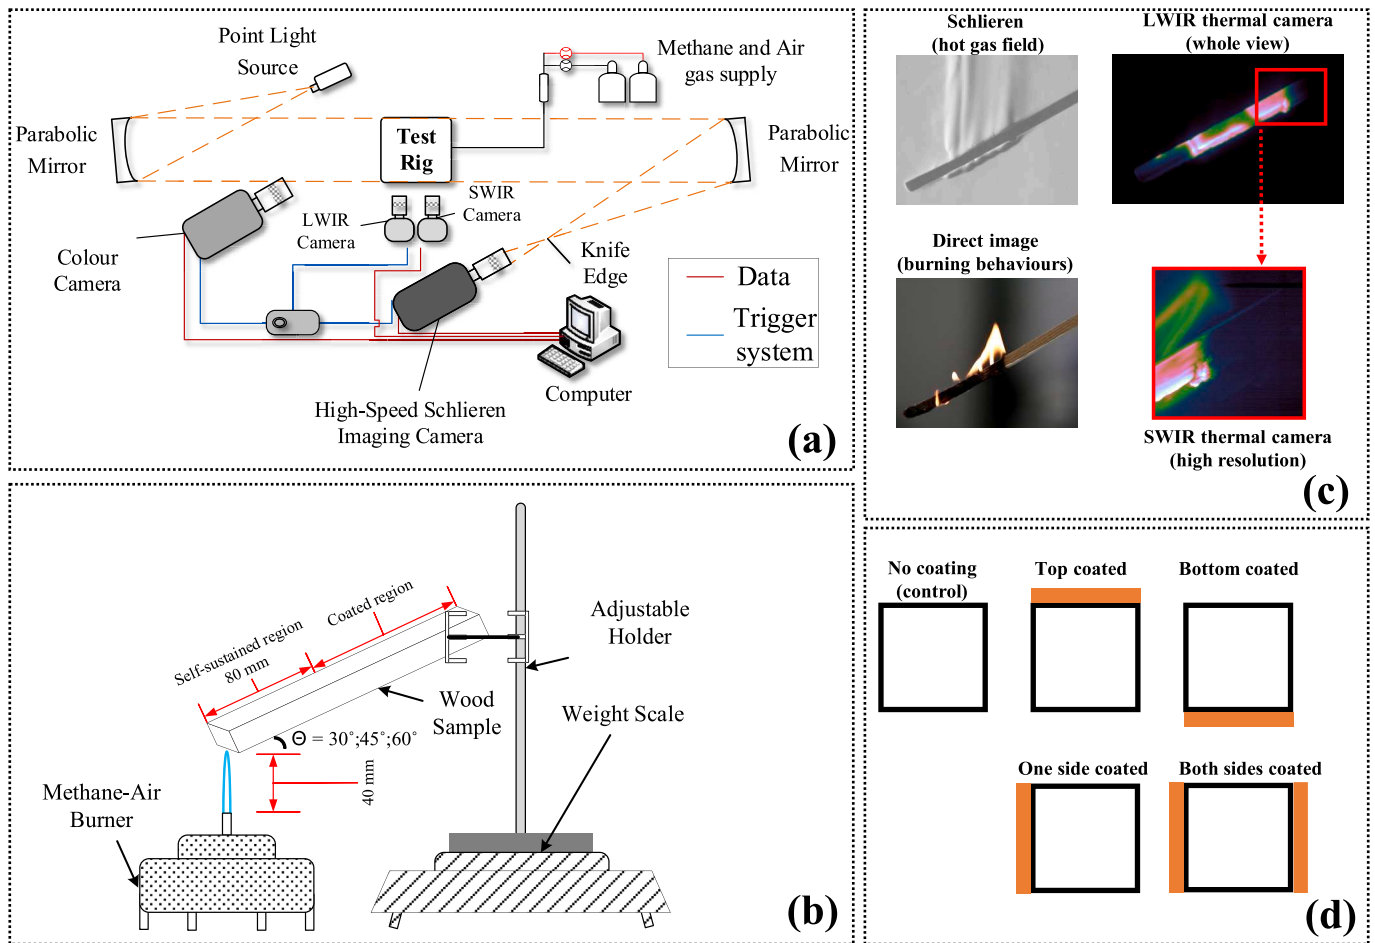 Point Light
Source
Methane and Air
gas supply
Parabolic
Mirror
Test
Rig
Parabolic
Mirror
SWIR
Camera
LWIR
Camera
Colour
Camera
Knife
Edge
Data
Trigger
system
Computer
High-Speed Schlieren
Imaging Camera
(a)
Coated region
Self-sustained region
80 mm
Adjustable
Holder
Wood
Sample
Weight Scale
Θ = 30˚;45˚;60˚
40 mm
Methane-Air
Burner
(b)
Schlieren
(hot gas field)
LWIR thermal camera
(whole view)
Direct image
(burning behaviours)
SWIR thermal camera
(high resolution)
(c)
No coating
(control)
Top coated
Bottom coated
One side coated
Both sides coated
(d)